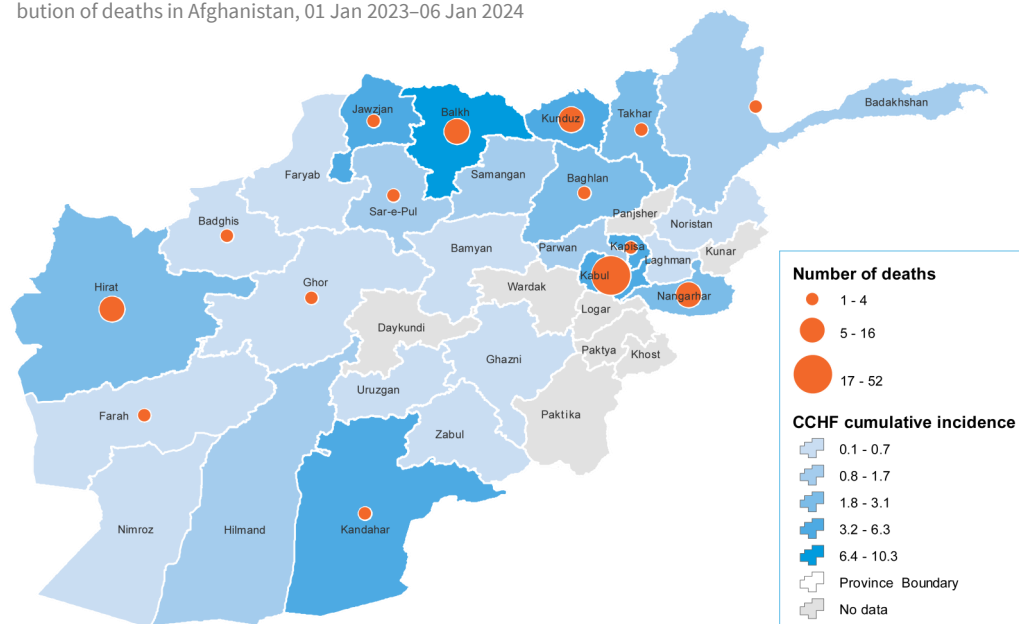 bution of deaths in Afghanistan, 01 Jan 2023–06 Jan 2024
Badakhshan
Jawzjan
Balkh
Kunduz
Takhar
Faryab
Samangan
Baghlan
Sar-e-Pul
Panjsher
Badghis
Noristan
Bamyan
Parwan
Kapisa
Kunar
Laghman
Hirat
Ghor
Wardak
Kabul
Nangarhar
Logar
Daykundi
Paktya
Khost
Ghazni
Uruzgan
Farah
Paktika
Zabul
Nimroz
Hilmand
Kandahar
Number of deaths
1 - 4
5 - 16
17 - 52
CCHF cumulative incidence
0.1 - 0.7
0.8 - 1.7
1.8 - 3.1
3.2 - 6.3
6.4 - 10.3
Province Boundary
No data